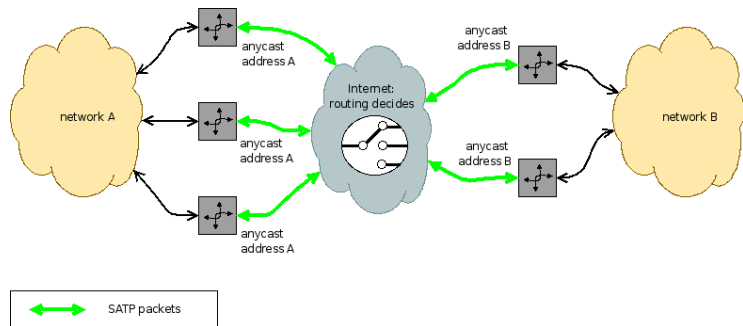 anycast
address A
network A
anycast
address A
anycast
address A
Internet:
routing decides
anycast
address B
anycast
address B
network B
SATP packets